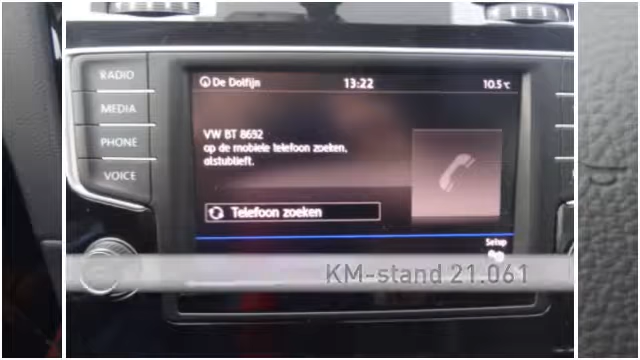 RADIO
MEDIA
PHONE
VOICE
De Dolfijn
13:22
10.5℃
VW BT 8692
op de mobiele telefoon zoeken,
alstublieft.
Telefoon zoeken
Setup
KM-stand 21.061